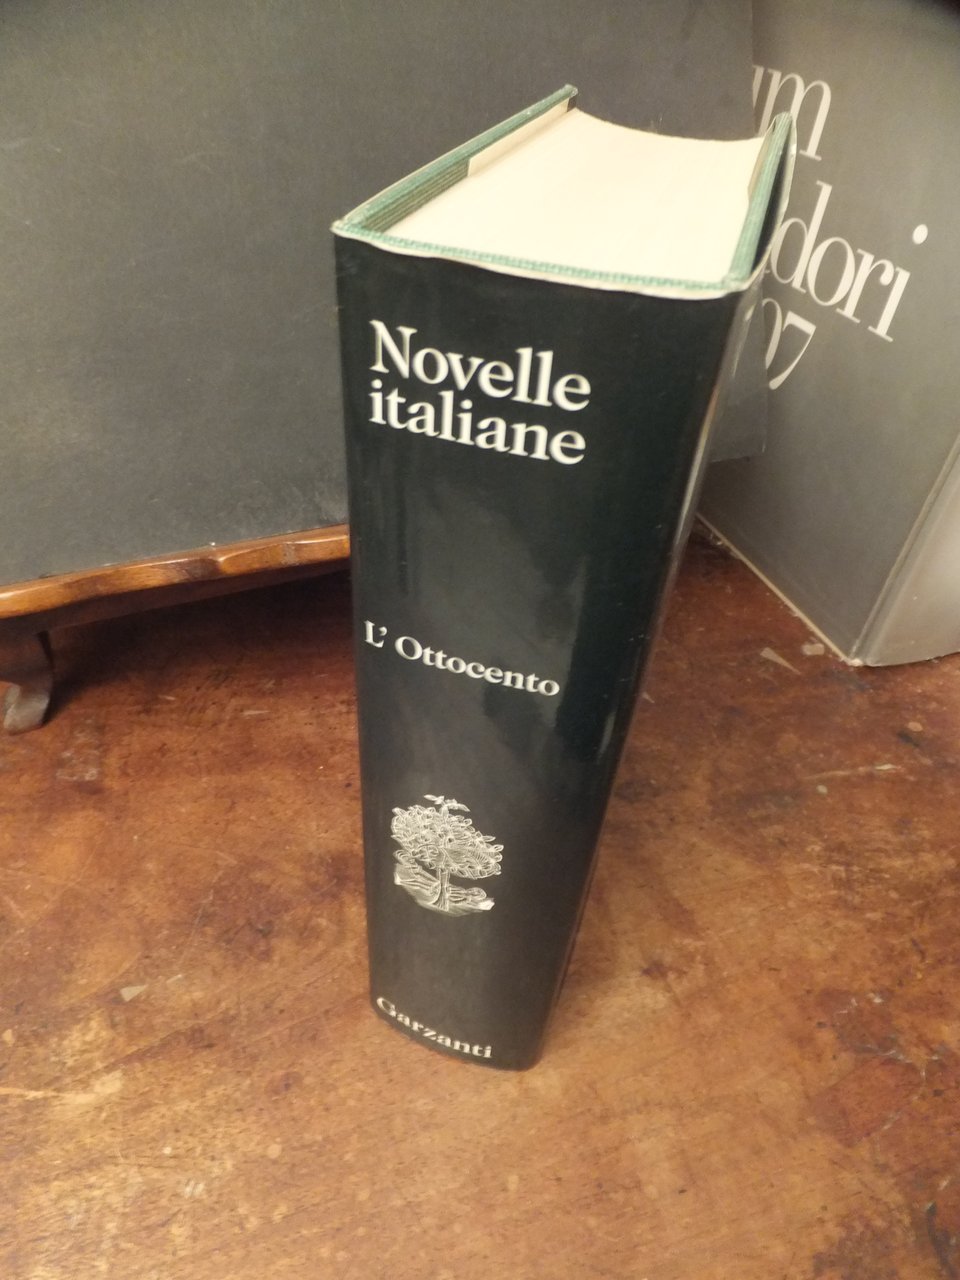 Novelle
italiane
L' Ottocento
Garzanti